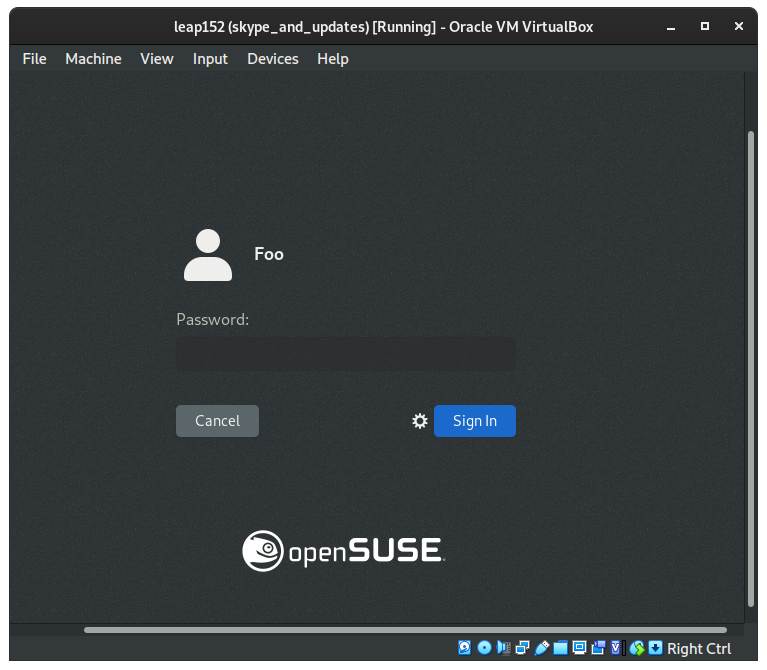 leap152 (skype_and_updates) [Running] - Oracle VM VirtualBox
File Machine View Input Devices Help
Foo
Password:
Cancel Sign In
openSUSE
Right Ctrl